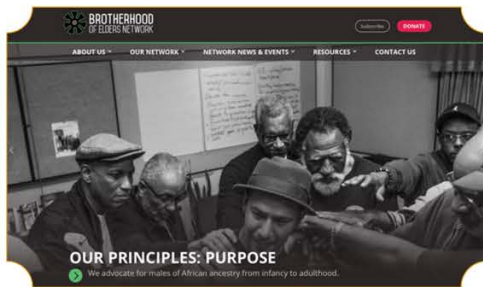 BROTHERHOOD
OF ELDERS NETWORK
Subscribe
DONATE
ABOUT US
OUR NETWORK
NETWORK NEWS & EVENTS
RESOURCES
CONTACT US
OUR PRINCIPLES: PURPOSE
We advocate for males of African ancestry from infancy to adulthood.